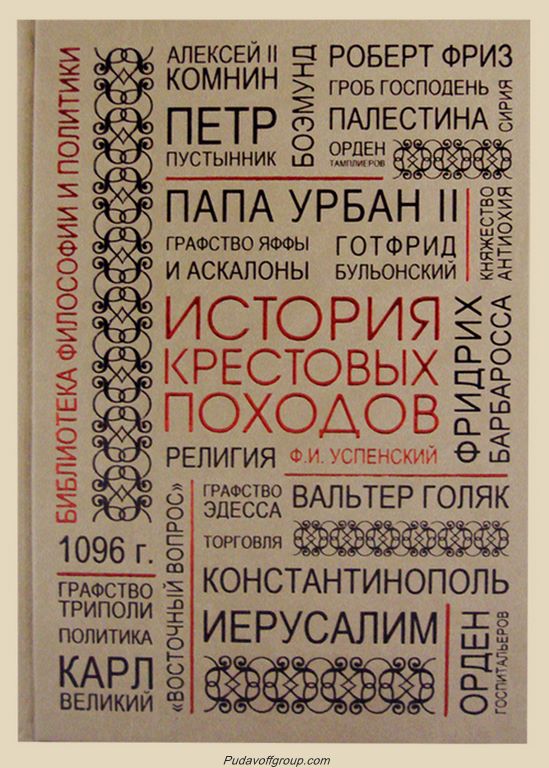 БИБЛИОТЕКА ФИЛОСОФИИ И ПОЛИТИКИ
АЛЕКСЕЙ II
КОМНИН
ПЕТР
ПУСТЫННИК
БОЭМУНД
РОБЕРТ ФРИЗ
ГРОБ ГОСПОДЕНЬ
ПАЛЕСТИНА
ОРДЕН
ТАМПЛИЕРОВ
СИРИЯ
ПАПА УРБАН II
ГРАФСТВО ЯФФЫ
И АСКАЛОНЫ
ГОТФРИД
БУЛЬОНСКИЙ
КНЯЖЕСТВО
АНТИОХИЯ
ИСТОРИЯ
КРЕСТОВЫХ
ПОХОДОВ
ФРИДРИХ
БАРБАРОССА
РЕЛИГИЯ
Ф.И. УСПЕНСКИЙ
1096 г.
ГРАФСТВО
ТРИПОЛИ
ПОЛИТИКА
КАРЛ
ВЕЛИКИЙ
«ВОСТОЧНЫЙ ВОПРОС»
ГРАФСТВО
ЭДЕССА
ТОРГОВЛЯ
ВАЛЬТЕР ГОЛЯК
КОНСТАНТИНОПОЛЬ
ИЕРУСАЛИМ
ОРДЕН
ГОСПИТАЛЬЕРОВ
Pudavoffgroup.com